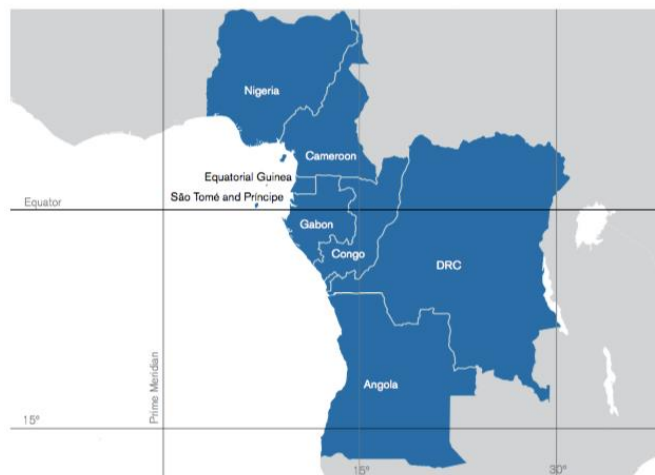 Nigeria
Cameroon
Equatorial Guinea
São Tomé and Príncipe
Equator
Gabon
Congo
DRC
Prime Meridian
Angola
15°
15°
30°